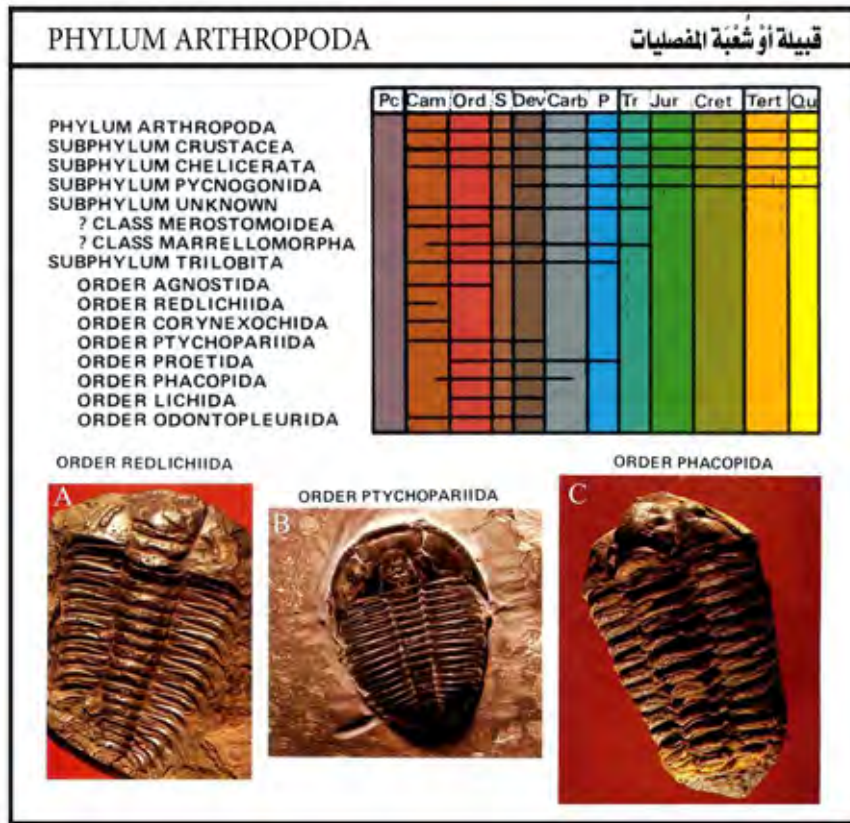 PHYLUM ARTHROPODA
قبيلة أوْ شُعْبَة المفصليات
Pc Cam Ord S Dev Carb P Tr Jur Cret Tert Qu
PHYLUM ARTHROPODA
SUBPHYLUM CRUSTACEA
SUBPHYLUM CHELICERATA
SUBPHYLUM PYCNOGONIDA
SUBPHYLUM UNKNOWN
? CLASS MEROSTOMOIDEA
? CLASS MARRELLOMORPHA
SUBPHYLUM TRILOBITA
ORDER AGNOSTIDA
ORDER REDLICHIIDA
ORDER CORYNEXOCHIDA
ORDER PTYCHOPARIIDA
ORDER PROETIDA
ORDER PHACOPIDA
ORDER LICHIDA
ORDER ODONTOPLEURIDA
ORDER REDLICHIIDA
A
ORDER PTYCHOPARIIDA
B
ORDER PHACOPIDA
C